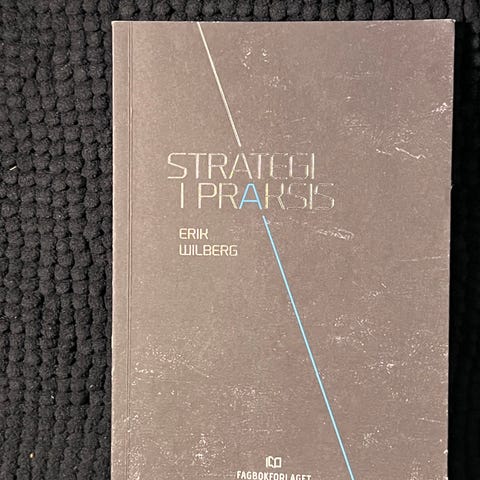 STRATEGI
I PRAKSIS
ERIK
WILBERG
FAGBOKFORLAGET